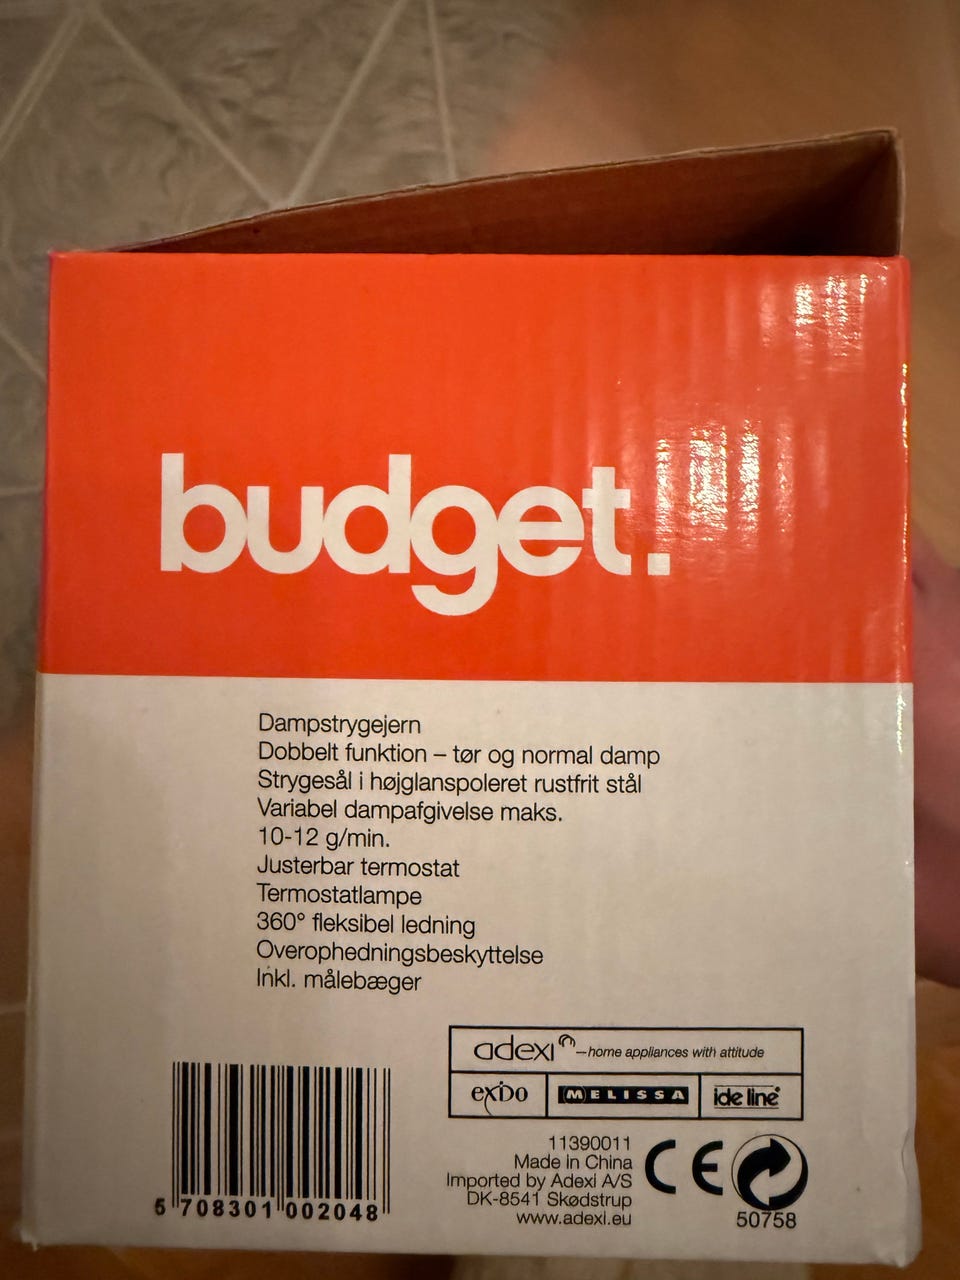 budget.
Dampstrygejern
Dobbelt funktion – tør og normal damp
Strygesål i højglanspoleret rustfrit stål
Variabel dampafgivelse maks.
10-12 g/min.
Justerbar termostat
Termostatlampe
360° fleksibel ledning
Overophedningsbeskyttelse
Inkl. målebæger
adexi –home appliances with attitude
exido MELISSA ide line
11390011
Made in China
Imported by Adexi A/S
DK-8541 Skødstrup
www.adexi.eu
CE
50758
5 708301 002048